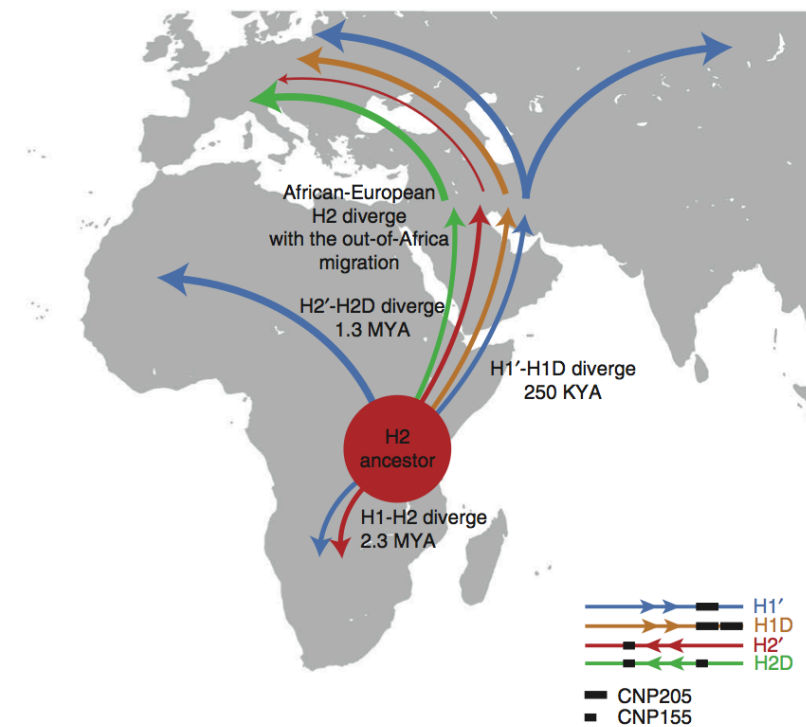 African-European
H2 diverge
with the out-of-Africa
migration
H2′-H2D diverge
1.3 MYA
H1′-H1D diverge
250 KYA
H2
ancestor
H1-H2 diverge
2.3 MYA
H1′
H1D
H2′
H2D
CNP205
CNP155